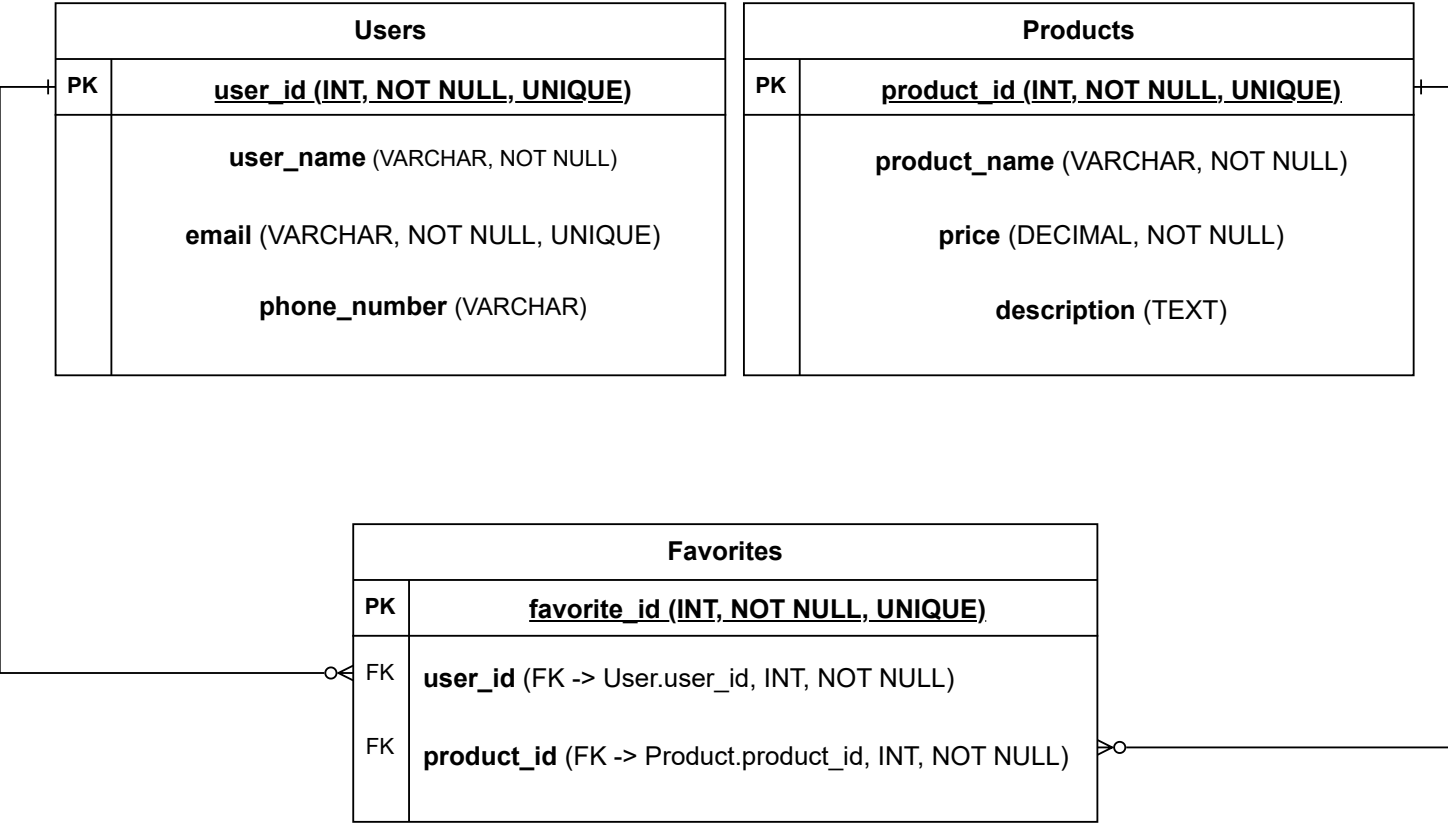 Users
PK
user_id (INT, NOT NULL, UNIQUE)
user_name (VARCHAR, NOT NULL)
email (VARCHAR, NOT NULL, UNIQUE)
phone_number (VARCHAR)
Products
PK
product_id (INT, NOT NULL, UNIQUE)
product_name (VARCHAR, NOT NULL)
price (DECIMAL, NOT NULL)
description (TEXT)
Favorites
PK
favorite_id (INT, NOT NULL, UNIQUE)
FK
user_id (FK -> User.user_id, INT, NOT NULL)
FK
product_id (FK -> Product.product_id, INT, NOT NULL)